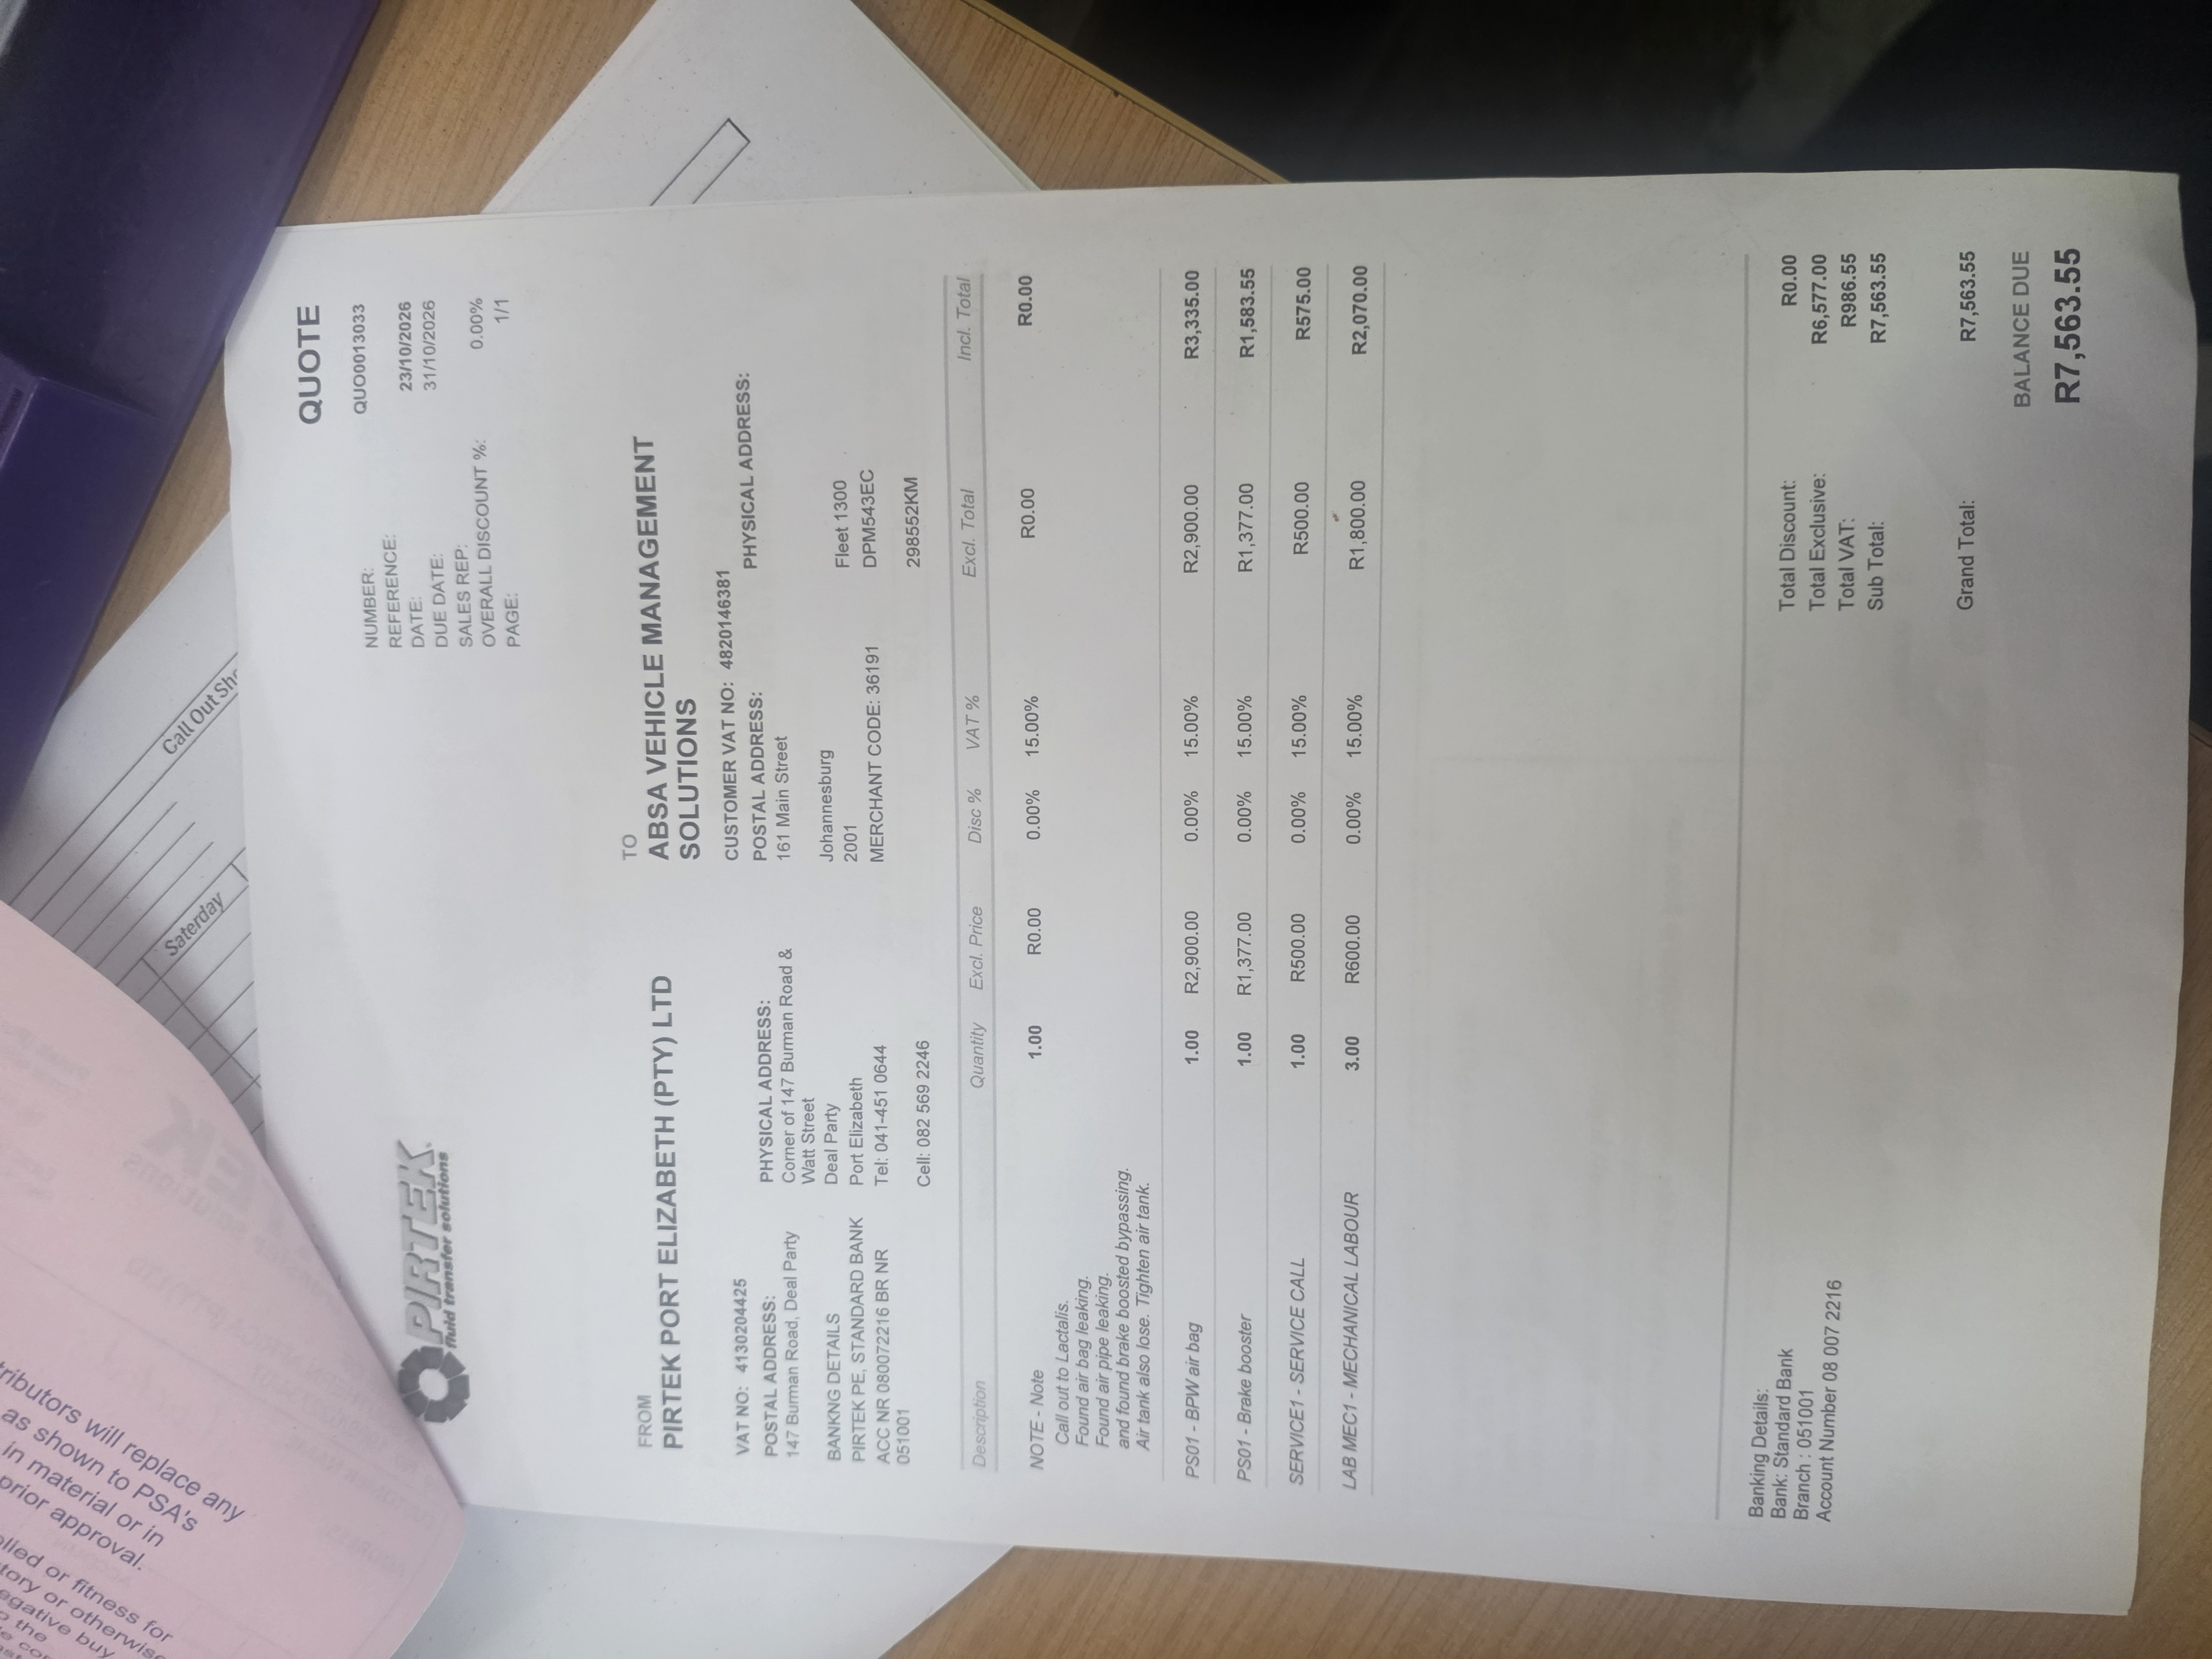 tributors will replace any
as shown to PSA's
in material or in
prior approval.
or fitness for
Saterday
Call Out
QUOTE
NUMBER: QUO0013033
REFERENCE:
DATE: 23/10/2026
DUE DATE: 31/10/2026
SALES REP:
OVERALL DISCOUNT %: 0.00%
PAGE: 1/1
PIRTEK
fluid transfer solutions
FROM
PIRTEK PORT ELIZABETH (PTY) LTD
VAT NO: 4130204425
POSTAL ADDRESS:
147 Burman Road, Deal Party
BANKNG DETAILS
PIRTEK PE, STANDARD BANK
ACC NR 080072216 BR NR
051001
PHYSICAL ADDRESS:
Corner of 147 Burman Road &
Watt Street
Deal Party
Port Elizabeth
Tel: 041-451 0644
Cell: 082 569 2246
TO
ABSA VEHICLE MANAGEMENT
SOLUTIONS
CUSTOMER VAT NO: 4820146381
POSTAL ADDRESS:
161 Main Street
Johannesburg
2001
MERCHANT CODE: 36191
PHYSICAL ADDRESS:
Fleet 1300
DPM543EC
298552KM
Description Quantity Excl. Price Disc % VAT % Excl. Total Incl. Total
NOTE - Note 1.00 R0.00 0.00% 15.00% R0.00 R0.00
Call out to Lactalis.
Found air bag leaking.
Found air pipe leaking.
and found brake boosted bypassing.
Air tank also lose. Tighten air tank.
PS01 - BPW air bag 1.00 R2,900.00 0.00% 15.00% R2,900.00 R3,335.00
PS01 - Brake booster 1.00 R1,377.00 0.00% 15.00% R1,377.00 R1,583.55
SERVICE1 - SERVICE CALL 1.00 R500.00 0.00% 15.00% R500.00 R575.00
LAB MEC1 - MECHANICAL LABOUR 3.00 R600.00 0.00% 15.00% R1,800.00 R2,070.00
Banking Details:
Bank: Standard Bank
Branch : 051001
Account Number 08 007 2216
Total Discount: R0.00
Total Exclusive: R6,577.00
Total VAT: R986.55
Sub Total: R7,563.55
Grand Total: R7,563.55
BALANCE DUE
R7,563.55